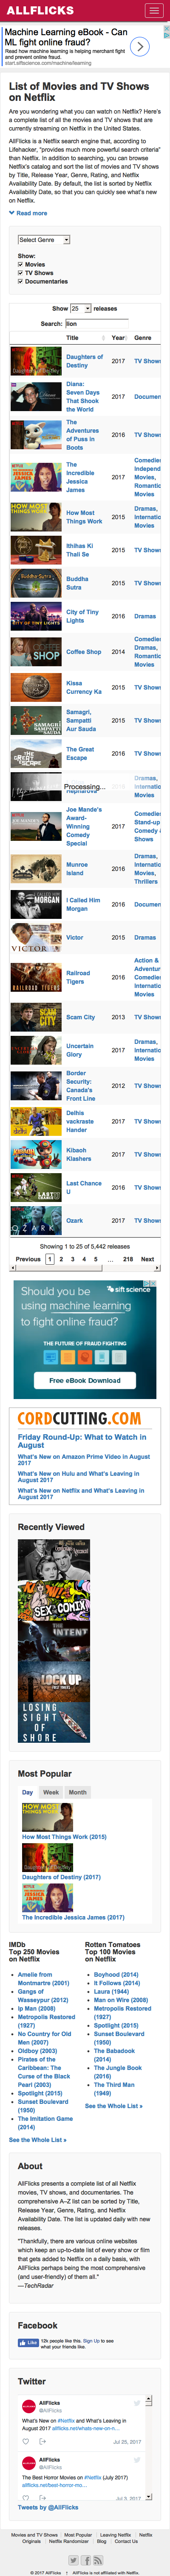 ALLFLICKS
Machine Learning eBook - Can
ML fight online fraud?
Read how machine learning is helping merchant
fight and prevent online fraud.
start.siftscience.com/machine/learning
List of Movies and TV Shows
on Netflix
Are you wondering what you can watch on Netflix? Here's
a complete list of all the movies and TV shows that are
currently streaming on Netflix in the United States.
AllFlicks is a Netflix search engine that, according to
Lifehacker, "provides much more powerful search criteria"
than Netflix. In addition to searching, you can browse
Netflix's catalog and sort the list of movies and TV shows
by Title, Release Year, Genre, Rating, and Netflix
Availability Date. By default, the list is sorted by Netflix
Availability Date, so that you can quickly see what's new
on Netflix.
Read more
Select Genre
Show:
Movies
TV Shows
Documentaries
Show 25 releases
Search: lion
Title Year Genre
Daughters of
Destiny 2017 TV Shows
Diana:
Seven Days
That Shook
the World 2017 Documen
The
Adventures
of Puss in
Boots 2016 TV Shows
The
Incredible
Jessica
James 2017 Comedies
Independ
Movies,
Romantic
Movies
How Most
Things Work 2015 Dramas,
Internatio
Movies
Itihlas Ki
Thali Se 2015 TV Shows
Buddha
Sutra 2015 TV Shows
City of Tiny
Lights 2016 Dramas
Coffee Shop 2014 Comedies
Dramas,
Romantic
Movies
Kissa
Currency Ka 2015 TV Shows
Samagri,
Sampatti
Aur Sauda 2015 TV Shows
The Great
Escape 2016 TV Shows
Processing...
Dramas,
Internatio
Movies
Joe Mande's
Award-
Winning
Comedy
Special 2017 Comedies
Stand-up
Comedy &
Shows
Munroe
Island 2016 Dramas,
Internatio
Movies,
Thrillers
I Called Him
Morgan 2016 Documen
Victor 2015 Dramas
Railroad
Tigers 2016 Action &
Adventur
Comedies
Internatio
Movies
Scam City 2013 TV Shows
Uncertain
Glory 2017 Dramas,
Internatio
Movies
Border
Security:
Canada's
Front Line 2012 TV Shows
Delhis
vackraste
Hander 2017 TV Shows
Kibaoh
Klashers 2017 TV Shows
Last Chance
U 2016 TV Shows
Ozark 2017 TV Shows
Showing 1 to 25 of 5,442 releases
Previous 1 2 3 4 5 ... 218 Next
sift science
Should you be
using machine learning
to fight online fraud?
THE FUTURE OF FRAUD FIGHTING
Free eBook Download
CORDCUTTING.COM
Friday Round-Up: What to Watch in
August
What's New on Amazon Prime Video in August
2017
What's New on Hulu and What's Leaving in
August 2017
What's New on Netflix and What's Leaving in
August 2017
Recently Viewed
SEX & COMIX
THE INTENT
LOCKUP
LOSING
SIGHT OF
SHORE
Most Popular
Day Week Month
How Most Things Work (2015)
Daughters of Destiny (2017)
The Incredible Jessica James (2017)
IMDb
Top 250 Movies
on Netflix
Amelie from
Montmartre (2001)
Gangs of
Wasseypur (2012)
Ip Man (2008)
Metropolis Restored
(1927)
No Country for Old
Men (2007)
Oldboy (2003)
Pirates of the
Caribbean: The
Curse of the Black
Pearl (2003)
Spotlight (2015)
Sunset Boulevard
(1950)
The Imitation Game
(2014)
See the Whole List »
Rotten Tomatoes
Top 100 Movies
on Netflix
Boyhood (2014)
It Follows (2014)
Laura (1944)
Man on Wire (2008)
Metropolis Restored
(1927)
Spotlight (2015)
Sunset Boulevard
(1950)
The Babadook
(2014)
The Jungle Book
(2016)
The Third Man
(1949)
See the Whole List »
About
AllFlicks presents a complete list of all Netflix
movies, TV shows, and documentaries. The
comprehensive A-Z list can be sorted by Title,
Release Year, Genre, Rating, and Netflix
Availability Date. The list is updated daily with new
releases.
"Thankfully, there are various online websites
which keep an up-to-date list of every show or film
that gets added to Netflix on a daily basis, with
AllFlicks perhaps being the most comprehensive
(and user-friendly) of them all."
—TechRadar
Facebook
Like 12k people like this. Sign Up to see
what your friends like.
Twitter
AllFlicks
@AllFlicks
What's New on #Netflix and What's Leaving in
August 2017 allflicks.net/whats-new-on-n...
Jul 25, 2017
AllFlicks
@AllFlicks
The Best Horror Movies on #Netflix (July 2017)
allflicks.net/best-horror-mo...
Jul 3, 2017
Tweets by @AllFlicks
Movies and TV Shows Most Popular Leaving Netflix Netflix
Originals Netflix Randomizer Blog Contact Us
© 2017 AllFlicks | AllFlicks is not affiliated with Netflix.